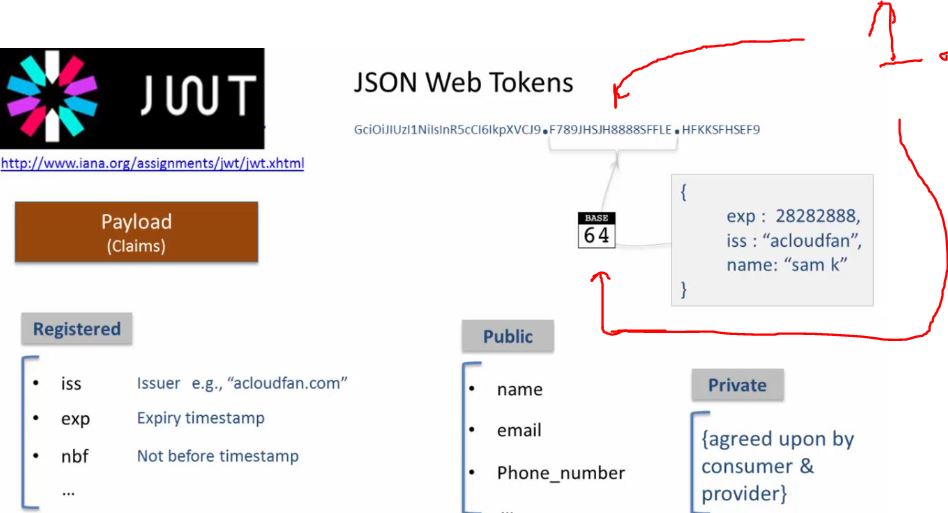 1.
JWT
JSON Web Tokens
GciOiJIUzI1NiIsInR5cCI6IkpXVCJ9.F789JHSJH8888SFFLE.HFKKSFHSEF9
http://www.iana.org/assignments/jwt/jwt.xhtml
Payload
(Claims)
BASE
64
{
exp : 28282888,
iss : “acloudfan”,
name: “sam k”
}
Registered
• iss Issuer e.g., “acloudfan.com”
• exp Expiry timestamp
• nbf Not before timestamp
...
Public
• name
• email
• Phone_number
...
Private
{agreed upon by
consumer &
provider}